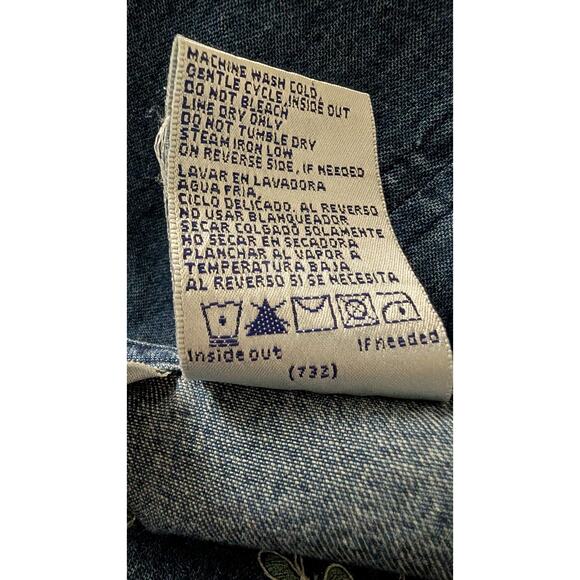 MACHINE WASH COLD,
GENTLE CYCLE, INSIDE OUT
DO NOT BLEACH
LINE DRY ONLY
DO NOT TUMBLE DRY
STEAM IRON LOW
ON REVERSE SIDE, IF NEEDED
LAVAR EN LAVADORA
AGUA FRIA,
CICLO DELICADO, AL REVERSO
NO USAR BLANQUEADOR
SECAR COLGADO SOLAMENTE
NO SECAR EN SECADORA
PLANCHAR AL VAPOR A
TEMPERATURA BAJA
AL REVERSO SI SE NECESITA
Inside out If needed
(732)